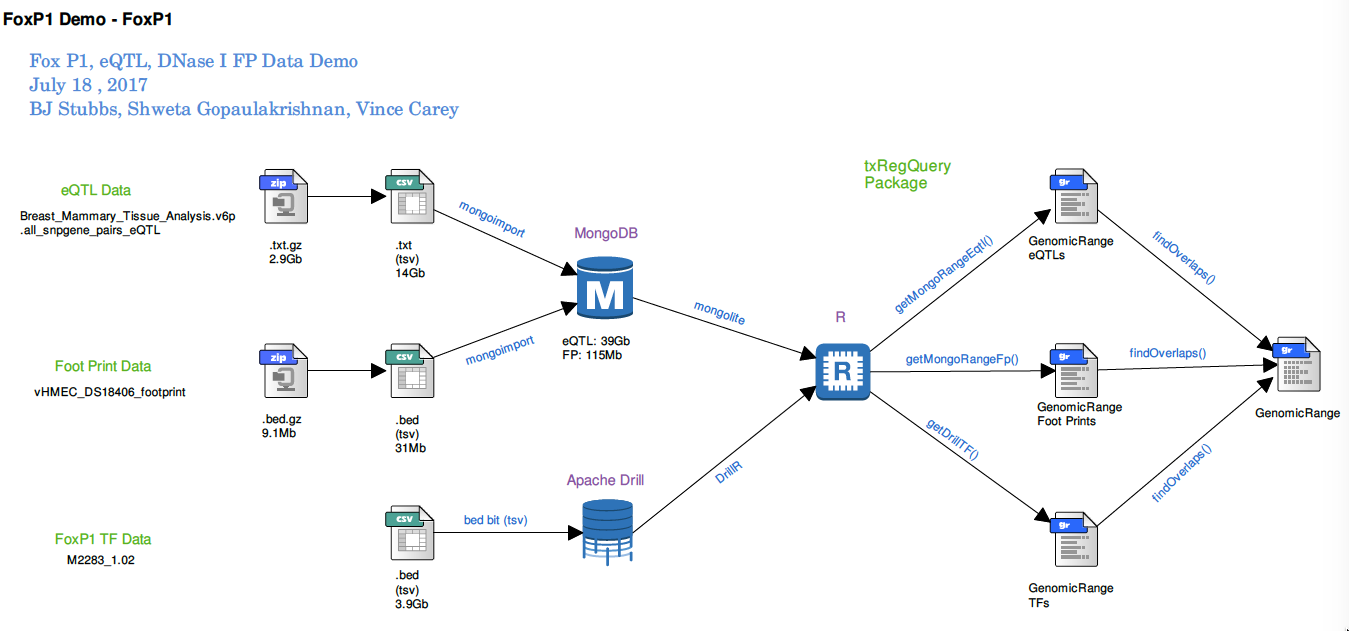 FoxP1 Demo - FoxP1
Fox P1, eQTL, DNase I FP Data Demo
July 18 , 2017
BJ Stubbs, Shweta Gopaulakrishnan, Vince Carey
eQTL Data
Breast_Mammary_Tissue_Analysis.v6p
.all_snpgene_pairs_eQTL
zip
.txt.gz
2.9Gb
csv
.txt
(tsv)
14Gb
mongoimport
Foot Print Data
vHMEC_DS18406_footprint
zip
.bed.gz
9.1Mb
csv
.bed
(tsv)
31Mb
mongoimport
MongoDB
M
eQTL: 39Gb
FP: 115Mb
mongolite
FoxP1 TF Data
M2283_1.02
csv
.bed
(tsv)
3.9Gb
bed bit (tsv)
Apache Drill
DrillR
R
R
txRegQuery
Package
getMongoRangeEqtl()
gr
GenomicRange
eQTLs
findOverlaps()
getMongoRangeFp()
gr
GenomicRange
Foot Prints
findOverlaps()
getDrillTF()
gr
GenomicRange
TFs
findOverlaps()
gr
GenomicRange